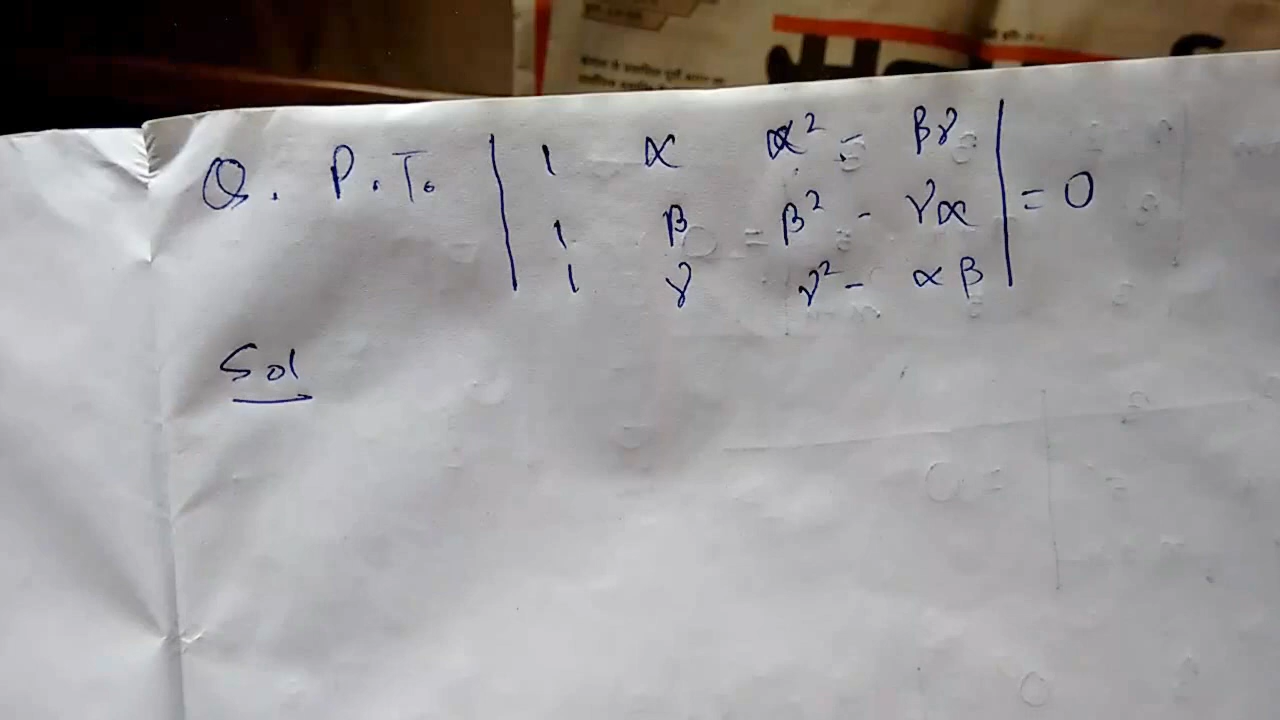 Q. P.T. | 1 α α² - βγ |
| 1 β β² - γα | = 0
| 1 γ γ² - αβ |
Sol